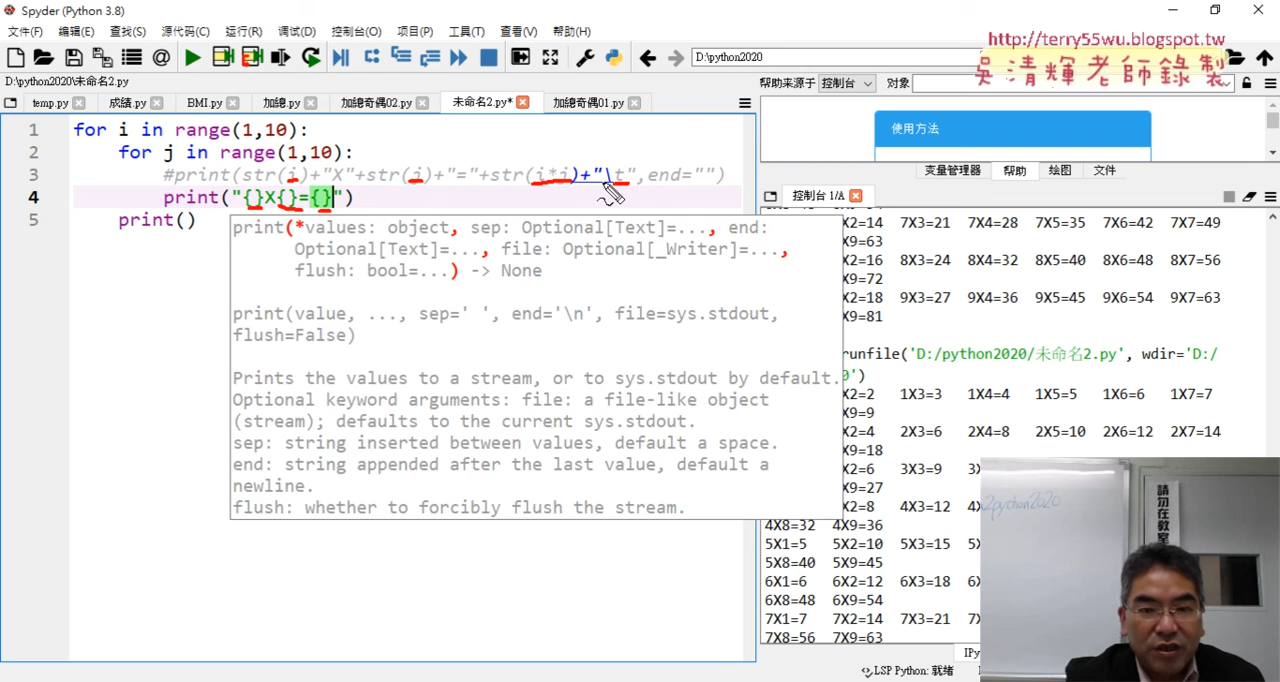 Spyder (Python 3.8)
文件(F) 编辑(E) 查找(S) 源代码(C) 运行(R) 调试(D) 控制台(O) 项目(P) 工具(T) 查看(V) 帮助(H)
D:\python2020
http://terry55wu.blogspot.tw
吳清輝老師錄製
D:\python2020\未命名2.py
帮助来源于 控制台 对象
temp.py 成績.py BMI.py 加總.py 加總奇偶02.py 未命名2.py* 加總奇偶01.py
1 for i in range(1,10):
2 for j in range(1,10):
3 #print(str(i)+"X"+str(j)+"="+str(i*j)+"\t",end="")
4 print("{}X{}={}")
5 print()
print(*values: object, sep: Optional[Text]=..., end:
Optional[Text]=..., file: Optional[_Writer]=...,
flush: bool=...) -> None
print(value, ..., sep=' ', end='\n', file=sys.stdout,
flush=False)
Prints the values to a stream, or to sys.stdout by default.
Optional keyword arguments: file: a file-like object
(stream); defaults to the current sys.stdout.
sep: string inserted between values, default a space.
end: string appended after the last value, default a
newline.
flush: whether to forcibly flush the stream.
使用方法
变量管理器 帮助 绘图 文件
控制台 1/A
X2=14 7X3=21 7X4=28 7X5=35 7X6=42 7X7=49
X9=63
X2=16 8X3=24 8X4=32 8X5=40 8X6=48 8X7=56
X9=72
X2=18 9X3=27 9X4=36 9X5=45 9X6=54 9X7=63
X9=81
runfile('D:/python2020/未命名2.py', wdir='D:/
0')
X2=2 1X3=3 1X4=4 1X5=5 1X6=6 1X7=7
X9=9
X2=4 2X3=6 2X4=8 2X5=10 2X6=12 2X7=14
X9=18
X2=6 3X3=9
X9=27
X2=8 4X3=12
4X8=32 4X9=36
5X1=5 5X2=10 5X3=15
5X8=40 5X9=45
6X1=6 6X2=12 6X3=18
6X8=48 6X9=54
7X1=7 7X2=14 7X3=21
7X8=56 7X9=63
2python2020
請勿在教室
LSP Python: 就绪